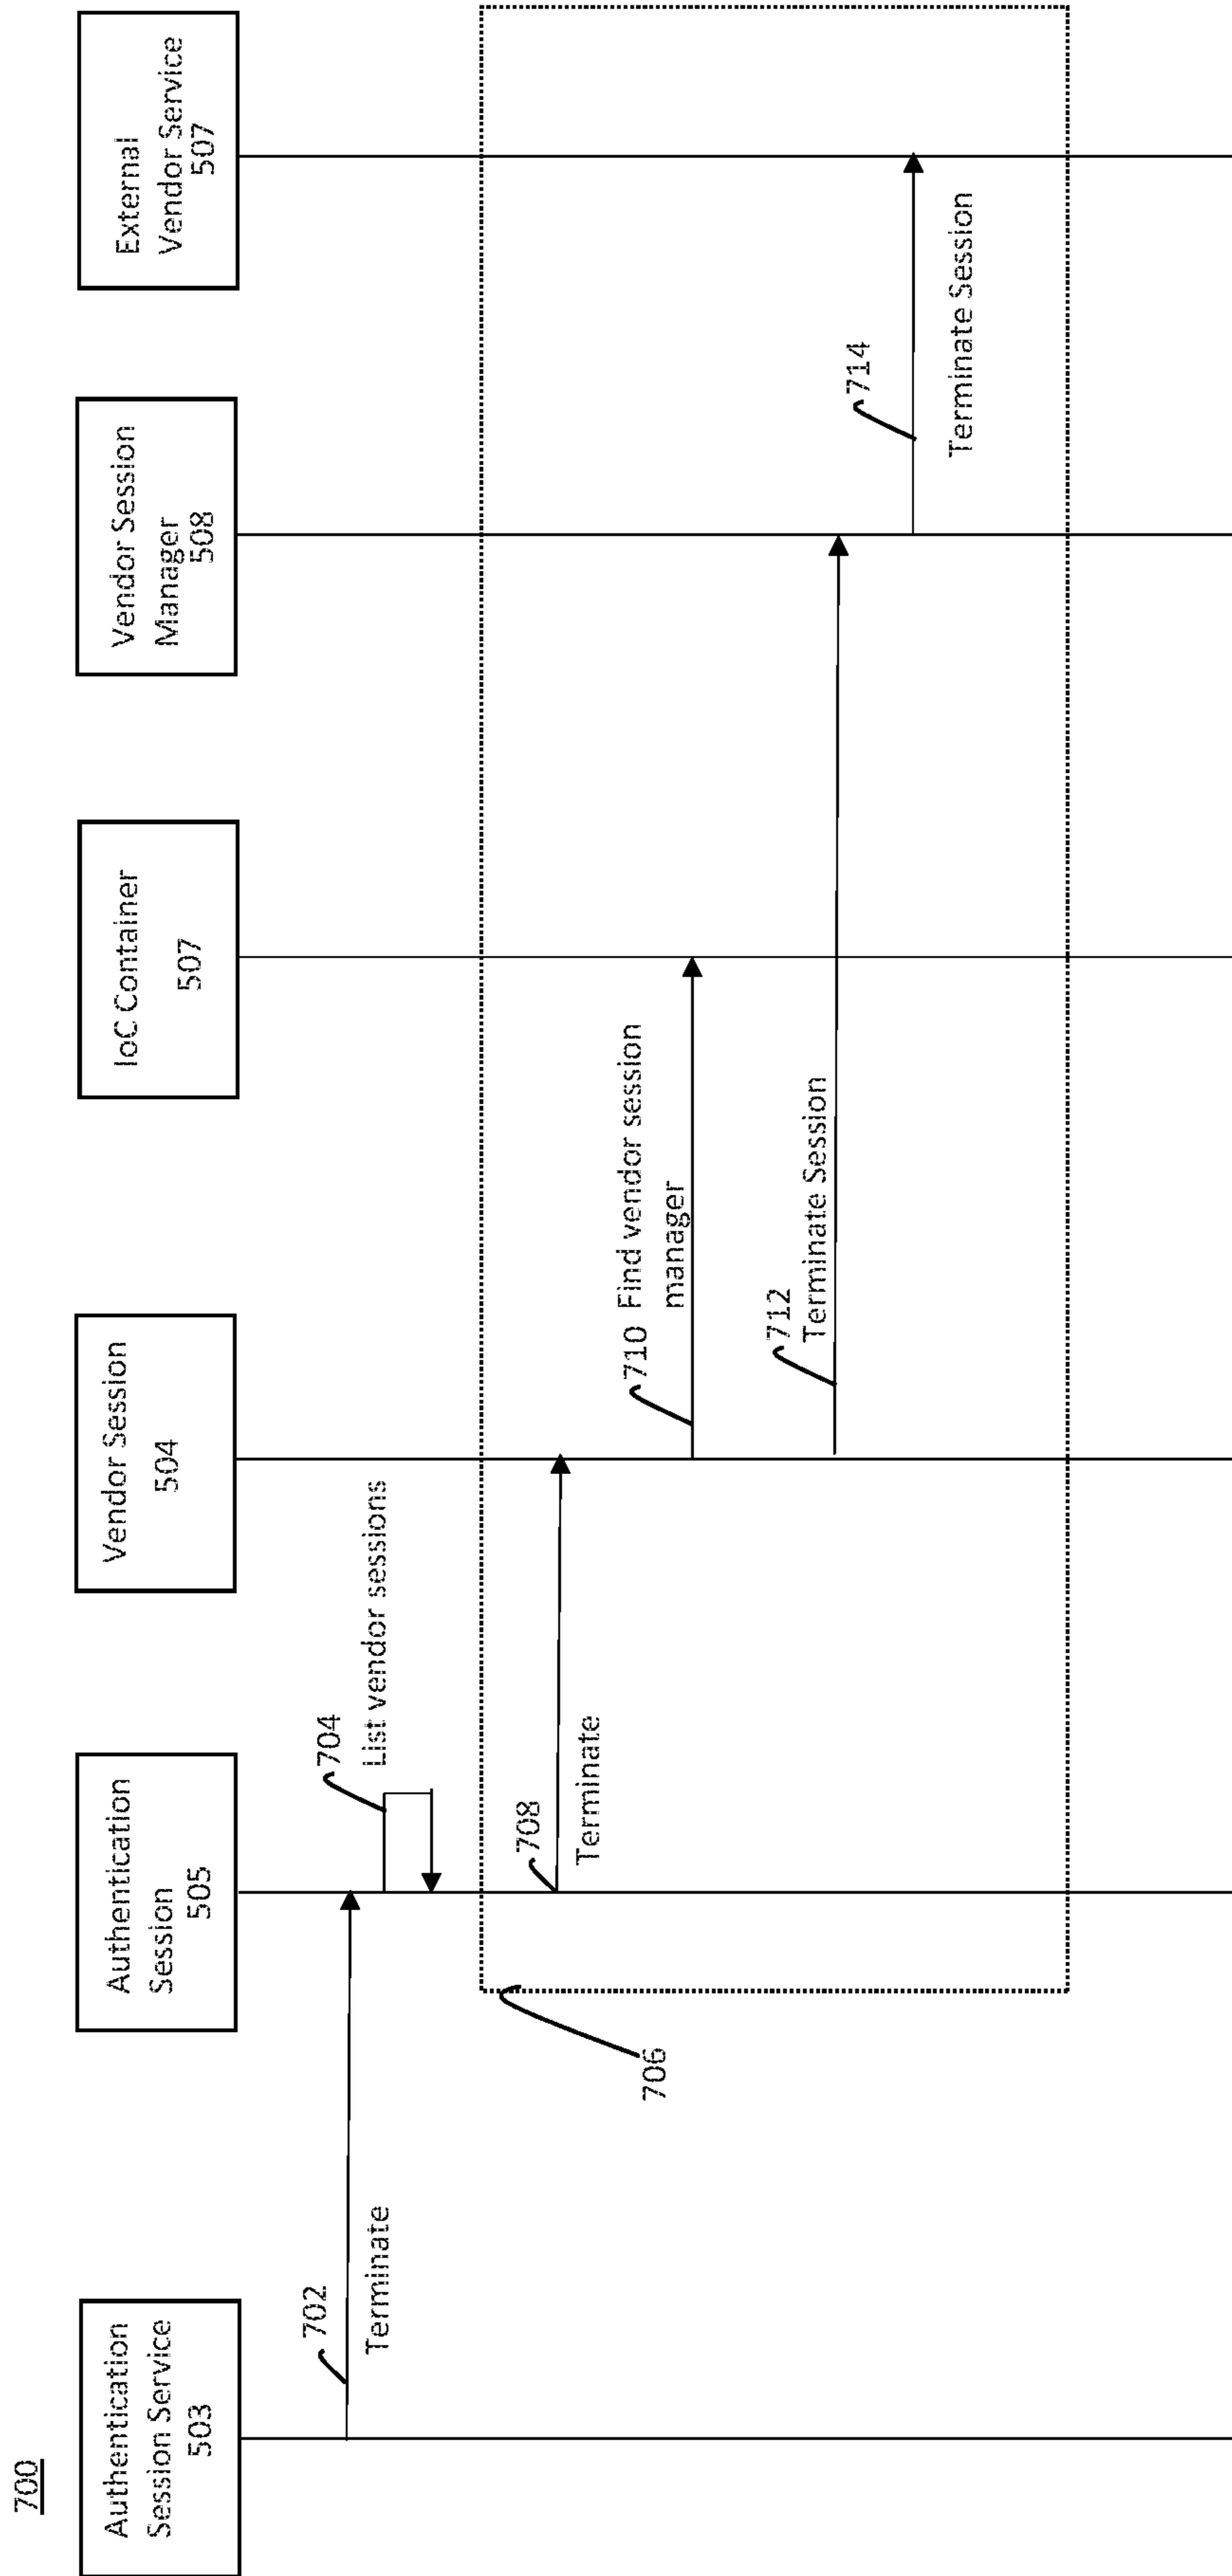 700
Authentication
Session Service
503
Authentication
Session
505
Vendor Session
504
IoC Container
507
Vendor Session
Manager
508
External
Vendor Service
507
702
Terminate
704
List vendor sessions
706
708
Terminate
710 Find vendor session
manager
712
Terminate Session
714
Terminate Session